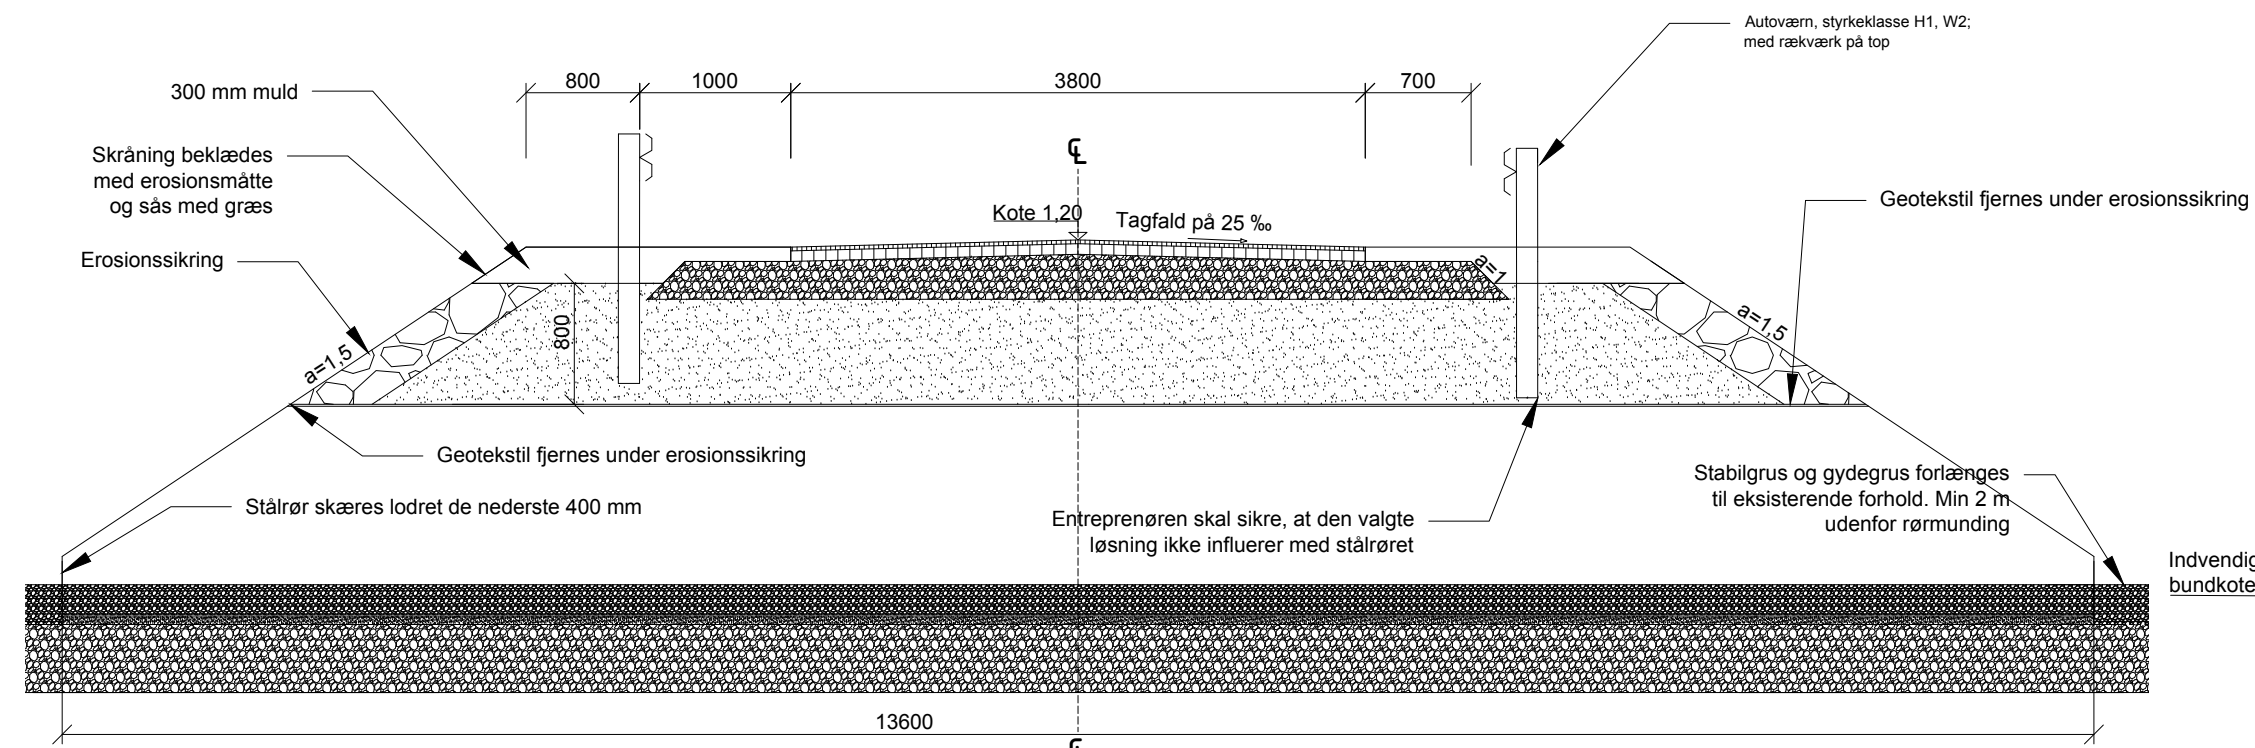 Autoværn, styrkeklasse H1, W2;
med rækværk på top
800
1000
3800
700
300 mm muld
Skråning beklædes
med erosionsmåtte
og sås med græs
Geotekstil fjernes under erosionssikring
Kote 1,20
Tagfald på 25 ‰
Erosionssikring
a=1
800
a=1,5
a=1,5
Geotekstil fjernes under erosionssikring
Stabilgrus og gydegrus forlænges
til eksisterende forhold. Min 2 m
udenfor rørmunding
Stålrør skæres lodret de nederste 400 mm
Entreprenøren skal sikre, at den valgte
løsning ikke influerer med stålrøret
Indvendig
bundkote
13600